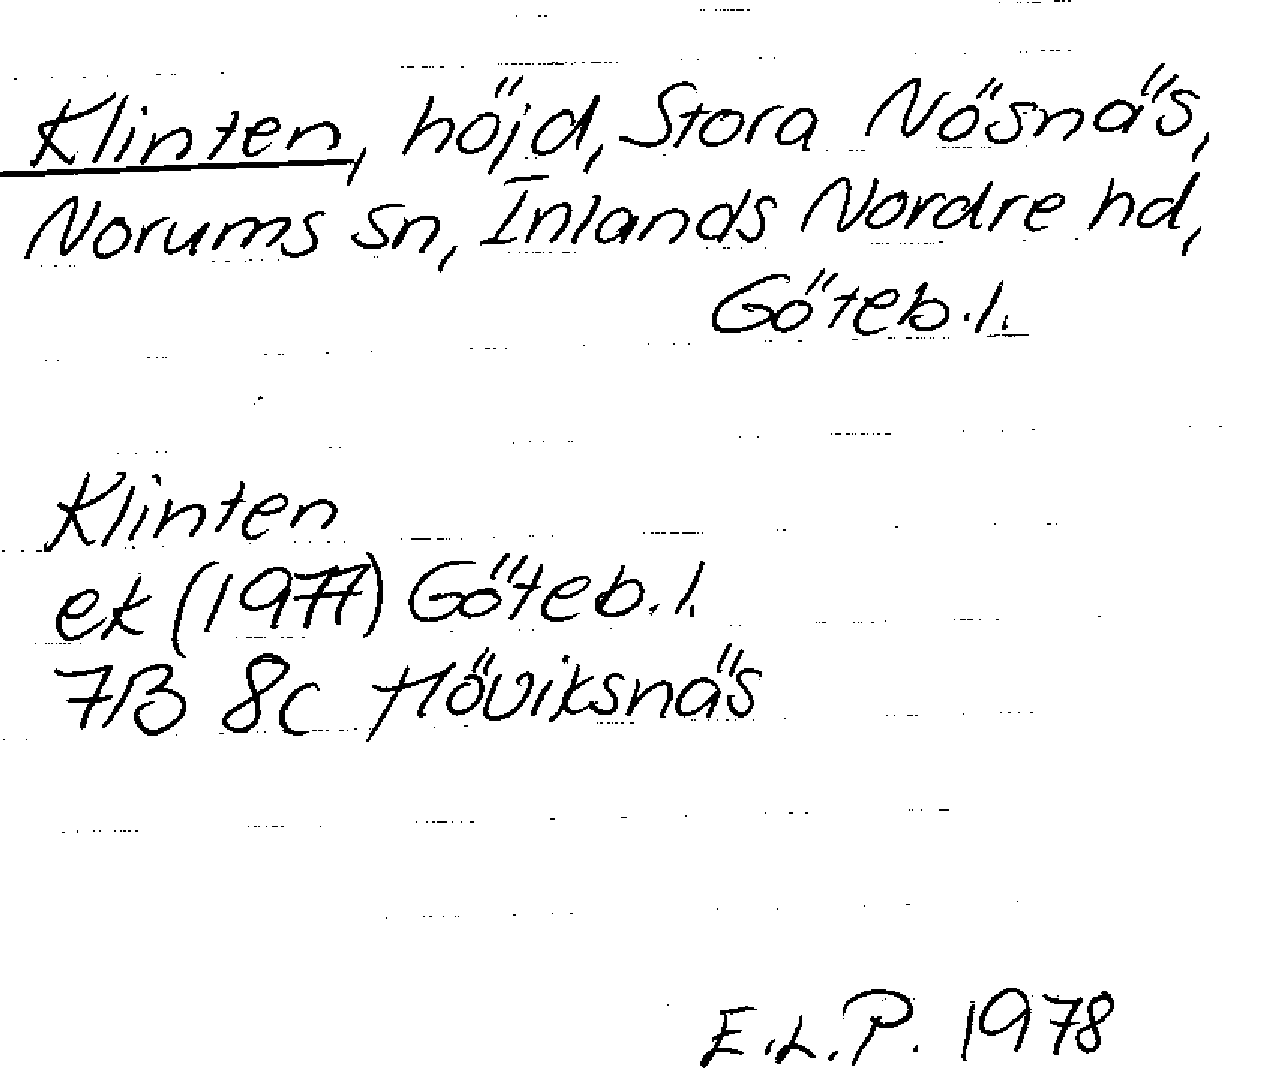 Klinten, höjd, Stora Nösnäs,
Norums sn, Inlands Nordre hd,
Göteb.l.
Klinten
ek (1977) Göteb.l.
7B 8c Höviksnäs
E.L.P. 1978